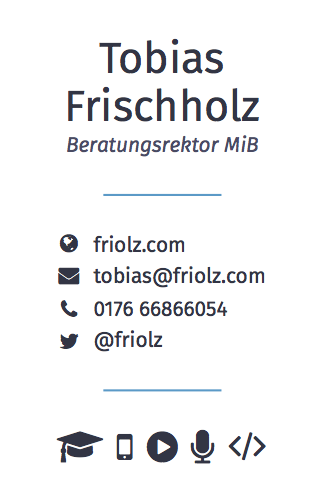 Tobias
Frischholz
Beratungsrektor MiB
friolz.com
tobias@friolz.com
0176 66866054
@friolz